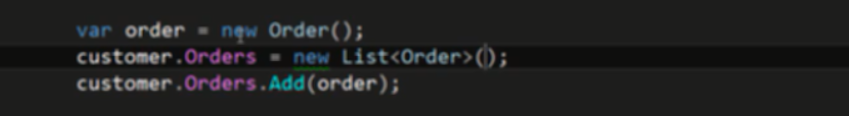 var order = new Order();
customer.Orders = new List<Order>();
customer.Orders.Add(order);